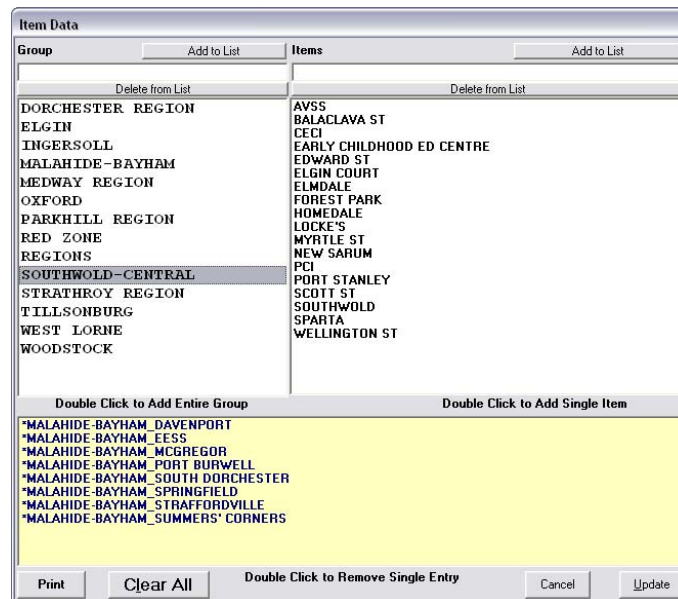 Item Data
Group
Add to List
Items
Add to List
Delete from List
Delete from List
DORCHESTER REGION
ELGIN
INGERSOLL
MALAHIDE-BAYHAM
MEDWAY REGION
OXFORD
PARKHILL REGION
RED ZONE
REGIONS
SOUTHWOLD-CENTRAL
STRATHROY REGION
TILLSONBURG
WEST LORNE
WOODSTOCK
AVSS
BALACLAVA ST
CECI
EARLY CHILDHOOD ED CENTRE
EDWARD ST
ELGIN COURT
ELMDALE
FOREST PARK
HOMEDALE
LOCKE'S
MYRTLE ST
NEW SARUM
PCI
PORT STANLEY
SCOTT ST
SOUTHWOLD
SPARTA
WELLINGTON ST
Double Click to Add Entire Group
Double Click to Add Single Item
*MALAHIDE-BAYHAM_DAVENPORT
*MALAHIDE-BAYHAM_EESS
*MALAHIDE-BAYHAM_MCGREGOR
*MALAHIDE-BAYHAM_PORT BURWELL
*MALAHIDE-BAYHAM_SOUTH DORCHESTER
*MALAHIDE-BAYHAM_SPRINGFIELD
*MALAHIDE-BAYHAM_STRAFFORDVILLE
*MALAHIDE-BAYHAM_SUMMERS' CORNERS
Print
Clear All
Double Click to Remove Single Entry
Cancel
Update